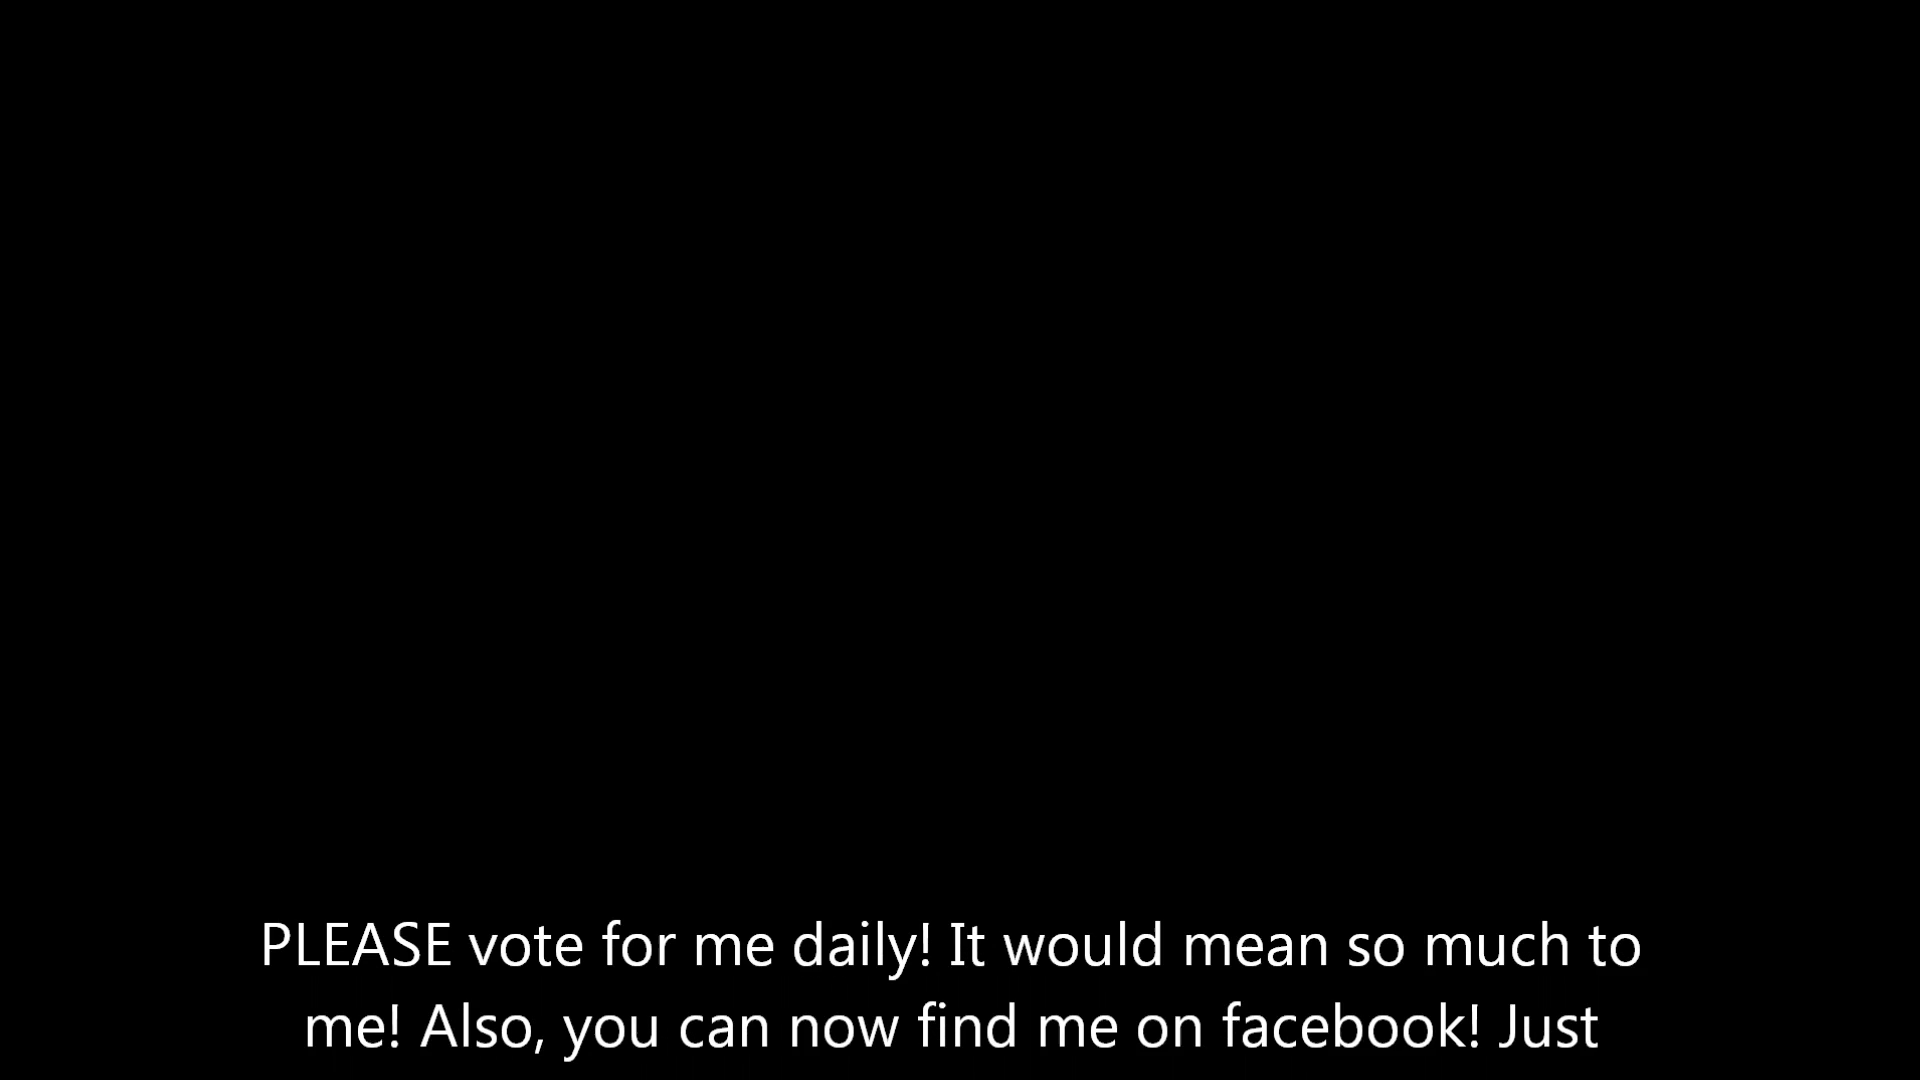 PLEASE vote for me daily! It would mean so much to
me! Also, you can now find me on facebook! Just